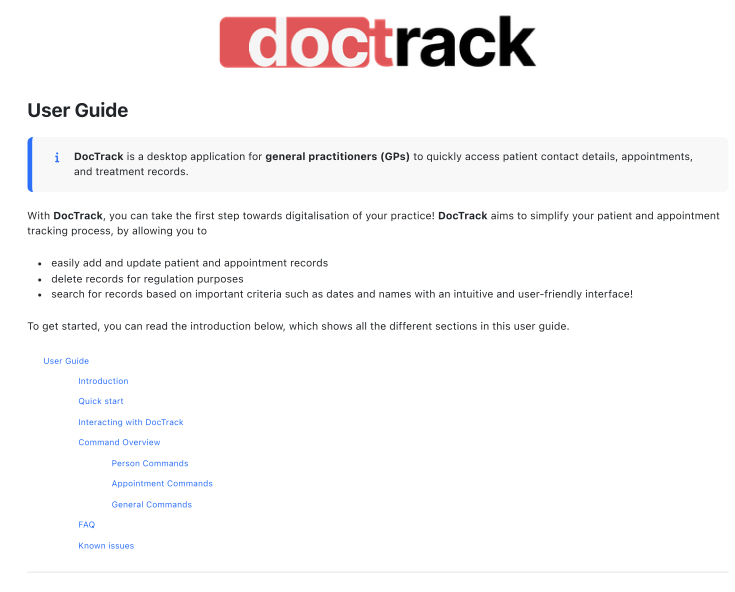 doctrack
User Guide
i DocTrack is a desktop application for general practitioners (GPs) to quickly access patient contact details, appointments,
and treatment records.
With DocTrack, you can take the first step towards digitalisation of your practice! DocTrack aims to simplify your patient and appointment
tracking process, by allowing you to
• easily add and update patient and appointment records
• delete records for regulation purposes
• search for records based on important criteria such as dates and names with an intuitive and user-friendly interface!
To get started, you can read the introduction below, which shows all the different sections in this user guide.
User Guide
Introduction
Quick start
Interacting with DocTrack
Command Overview
Person Commands
Appointment Commands
General Commands
FAQ
Known issues